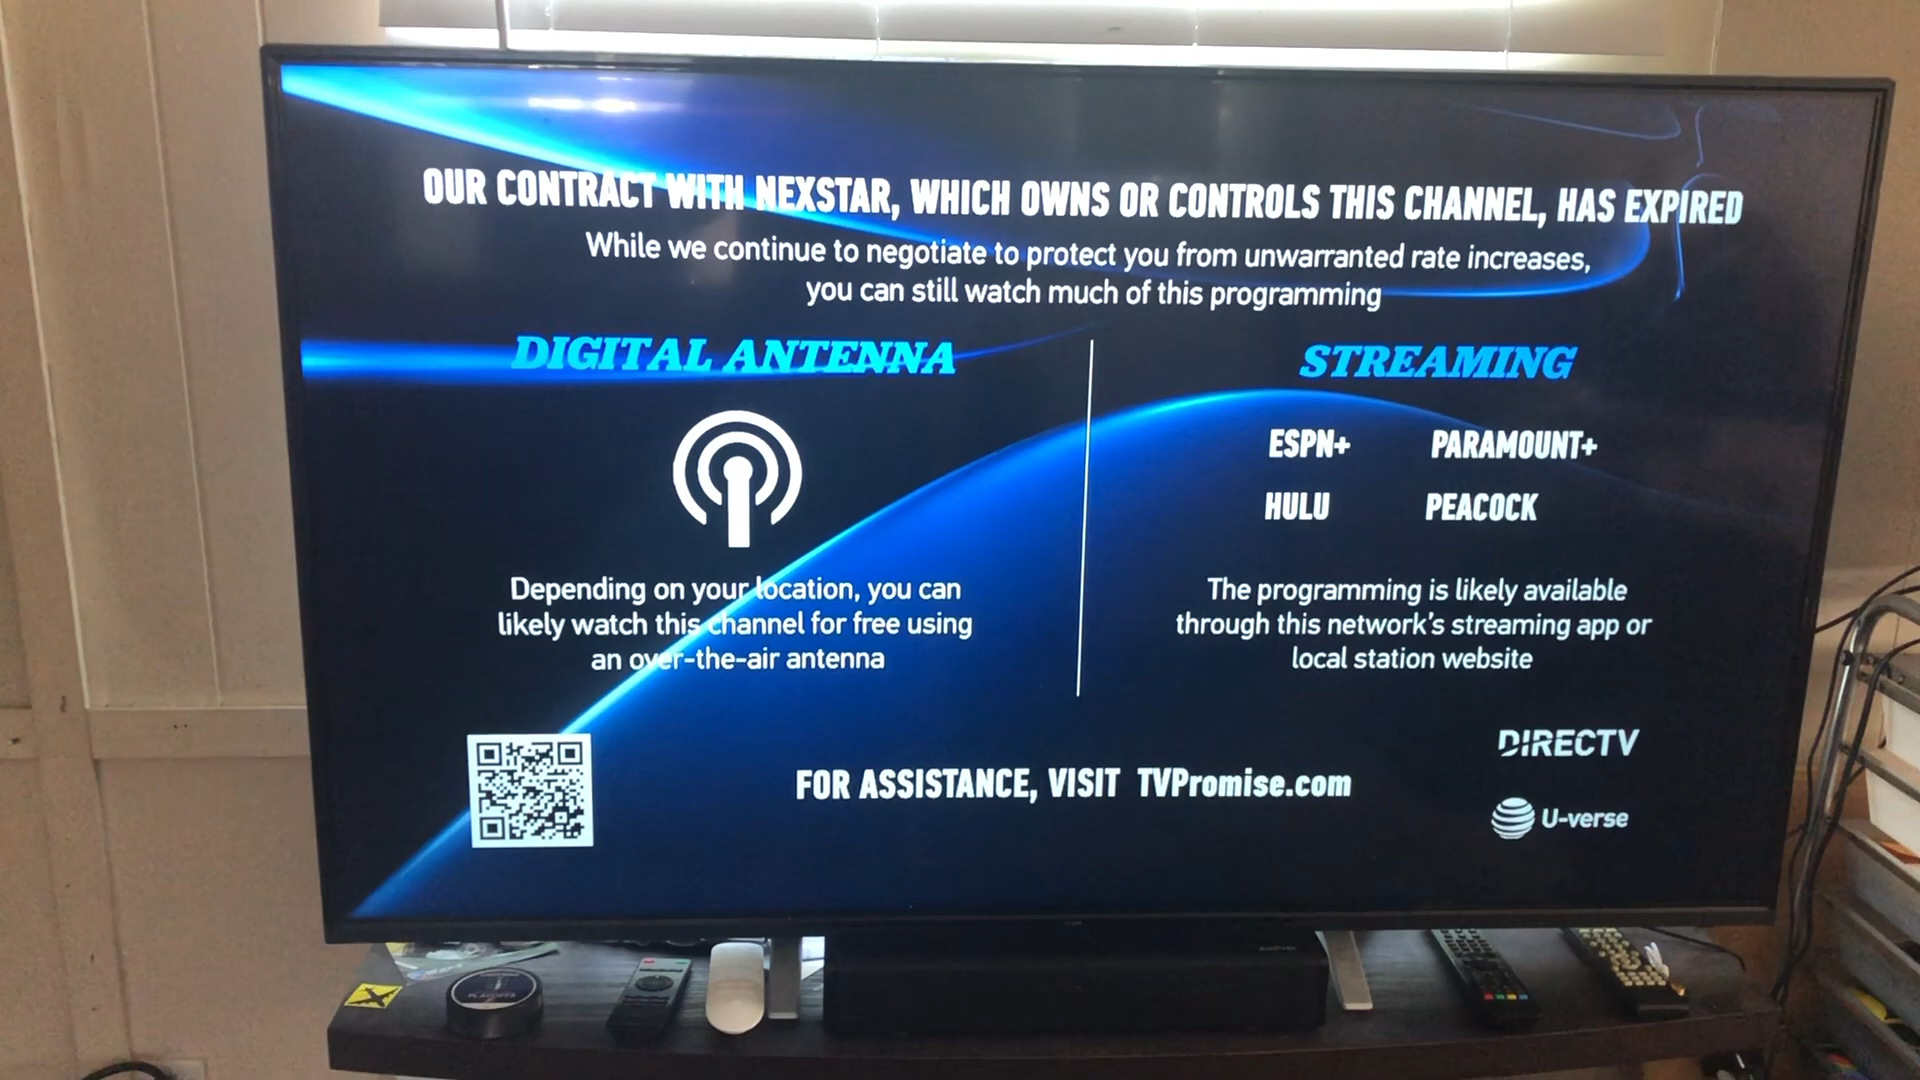 OUR CONTRACT WITH NEXSTAR, WHICH OWNS OR CONTROLS THIS CHANNEL, HAS EXPIRED
While we continue to negotiate to protect you from unwarranted rate increases,
you can still watch much of this programming
DIGITAL ANTENNA
Depending on your location, you can
likely watch this channel for free using
an over-the-air antenna
STREAMING
ESPN+ PARAMOUNT+
HULU PEACOCK
The programming is likely available
through this network's streaming app or
local station website
FOR ASSISTANCE, VISIT TVPromise.com
DIRECTV
U-verse
PLAYOFFS